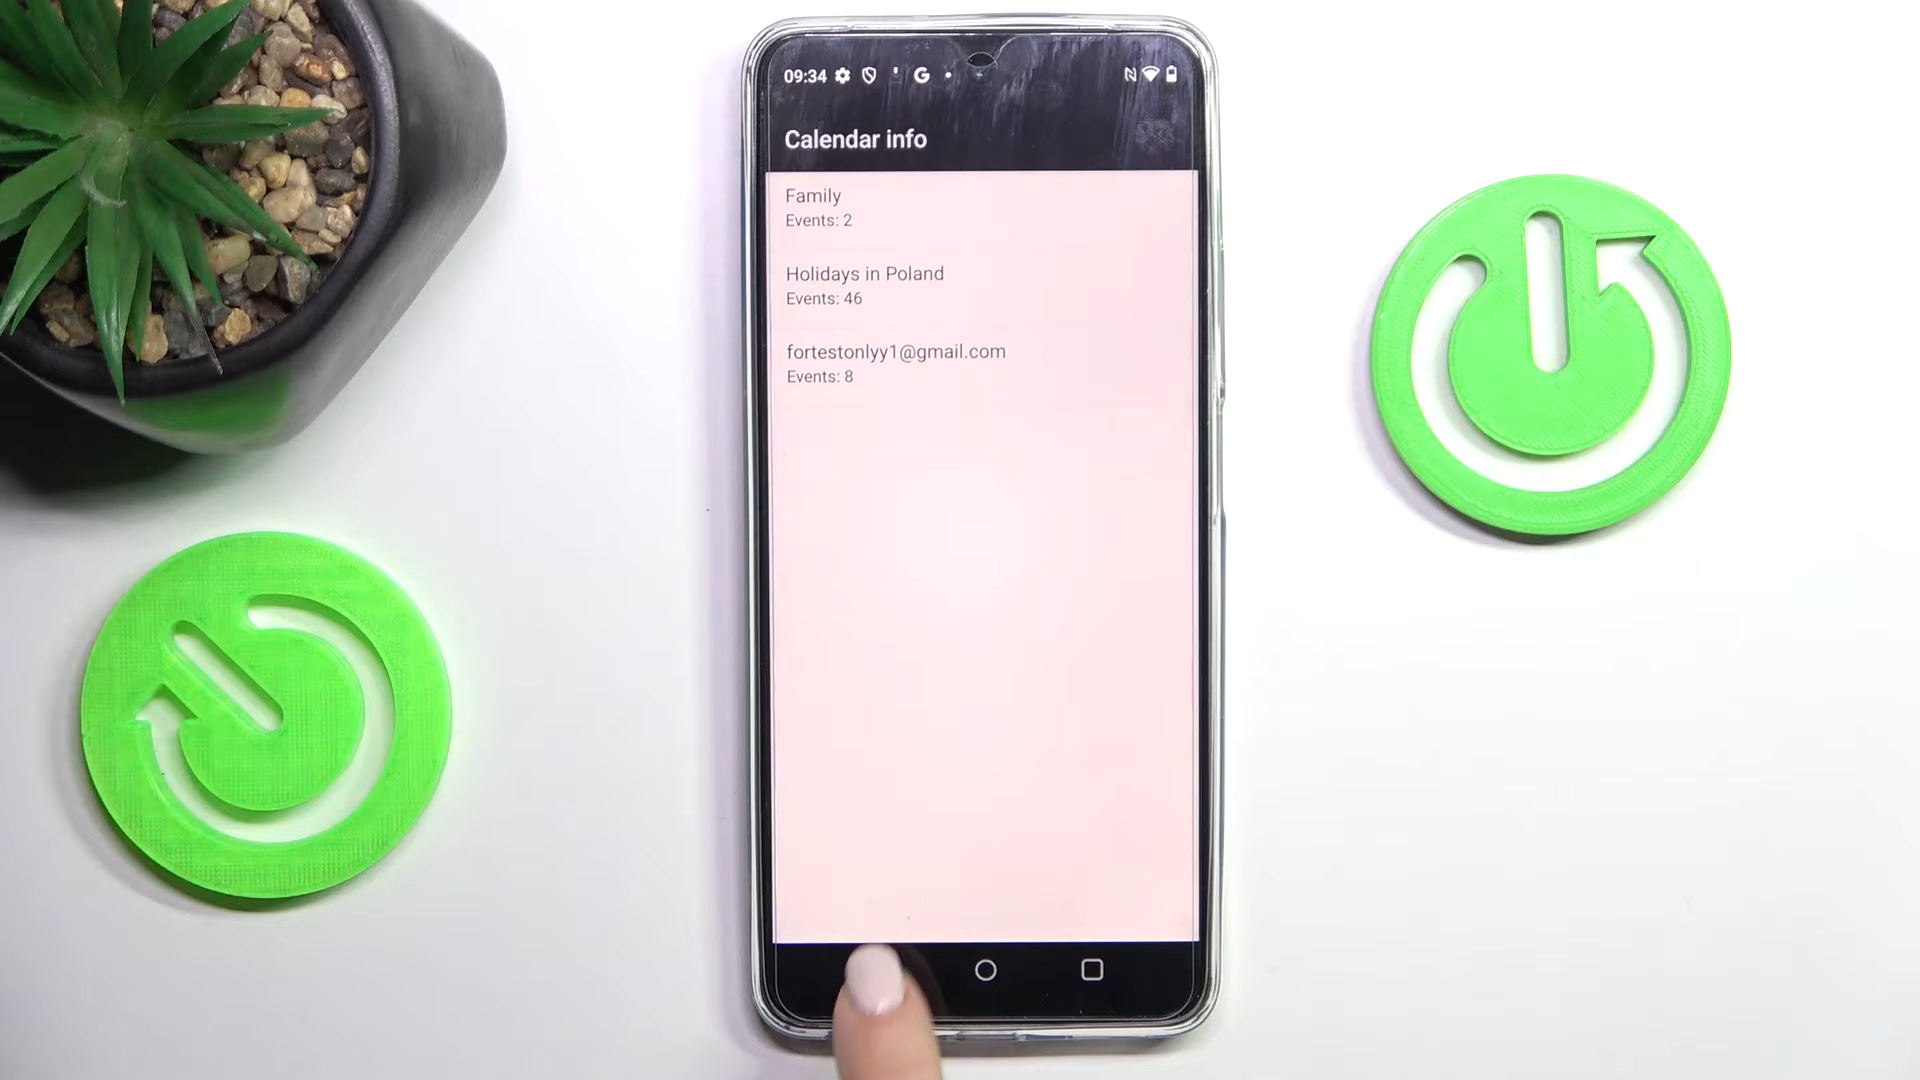 09:34
Calendar info
Family
Events: 2
Holidays in Poland
Events: 46
fortestonlyy1@gmail.com
Events: 8